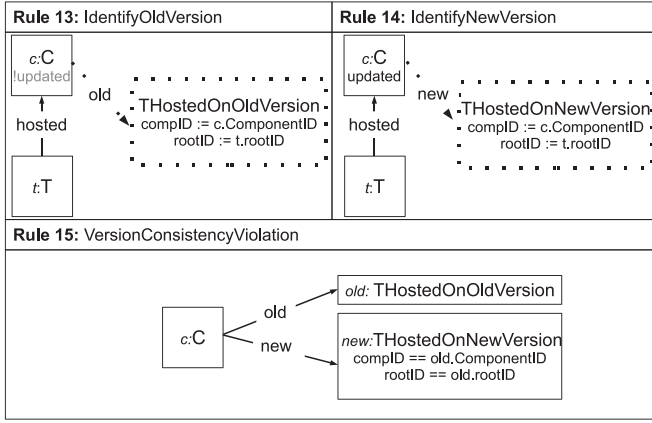 Rule 13: IdentifyOldVersion
c:C
!updated
old
hosted
t:T
THostedOnOldVersion
compID := c.ComponentID
rootID := t.rootID
Rule 14: IdentifyNewVersion
c:C
updated
new
hosted
t:T
THostedOnNewVersion
compID := c.ComponentID
rootID := t.rootID
Rule 15: VersionConsistencyViolation
c:C
old
new
old: THostedOnOldVersion
new:THostedOnNewVersion
compID == old.ComponentID
rootID == old.rootID